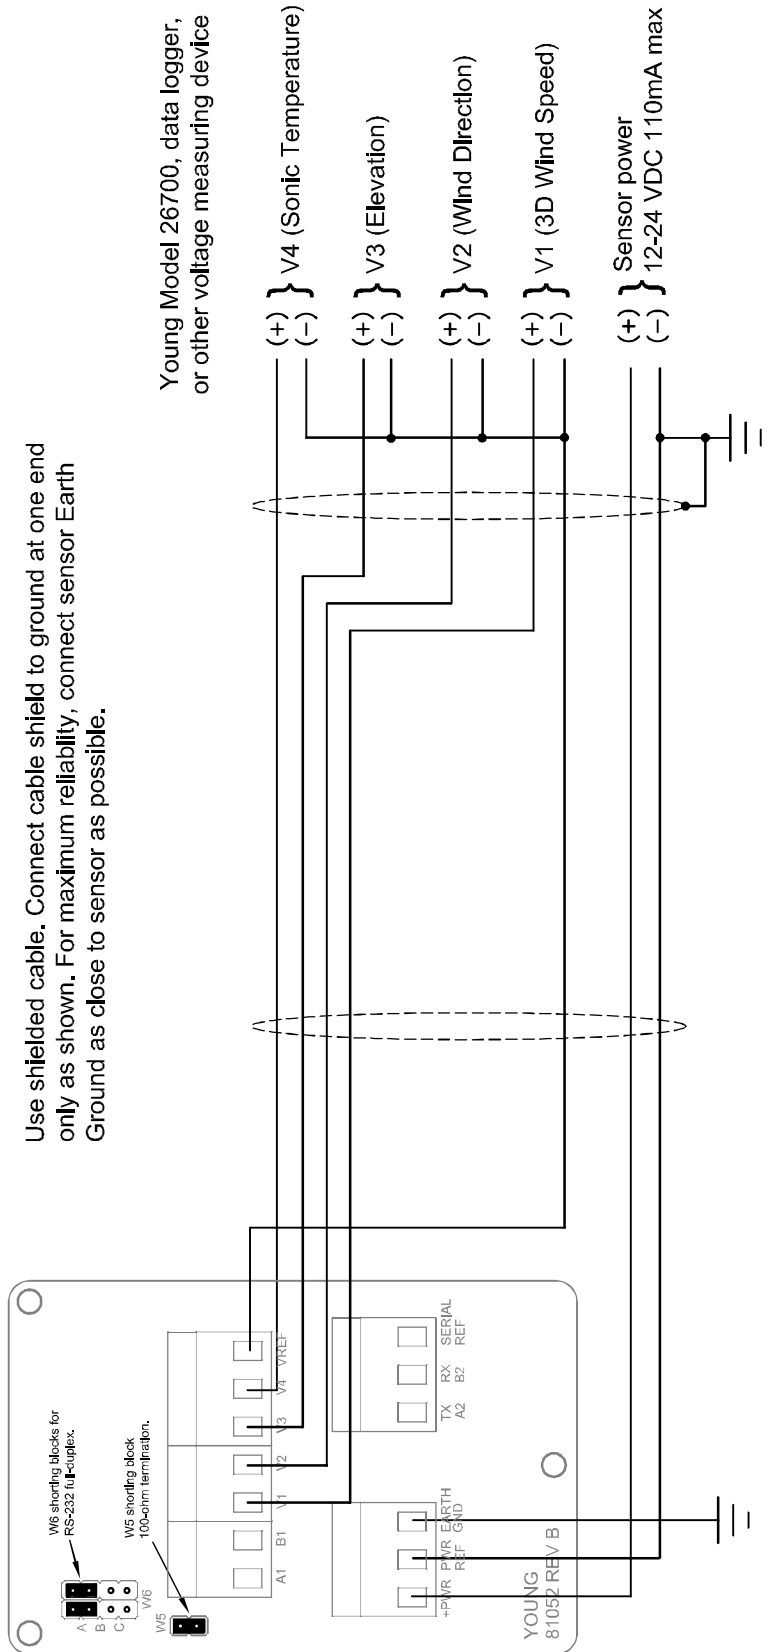 Use shielded cable. Connect cable shield to ground at one end
only as shown. For maximum reliablity, connect sensor Earth
Ground as close to sensor as possible.
Young Model 26700, data logger,
or other voltage measuring device
W6 shorting blocks for
RS-232 full-duplex.
W5 shorting block
100-ohm termination.
A
B
C
W6
W5
A1
B1
V1
V2
V3
V4
VREF
+PWR
PWR
REF
EARTH
GND
TX
A2
RX
B2
SERIAL
REF
YOUNG
81052 REV B
(+)
(−)
V4 (Sonic Temperature)
(+)
(−)
V3 (Elevation)
(+)
(−)
V2 (WInd DIrection)
(+)
(−)
V1 (3D Wind Speed)
(+)
(−)
Sensor power
12-24 VDC 110mA max